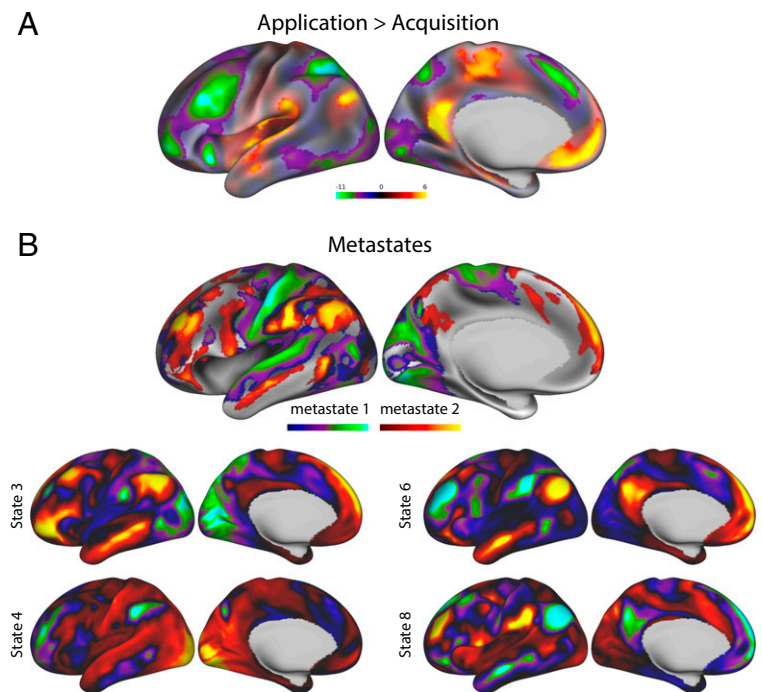 A
Application > Acquisition
-11 0 6
B
Metastates
metastate 1 metastate 2
State 3
State 6
State 4
State 8